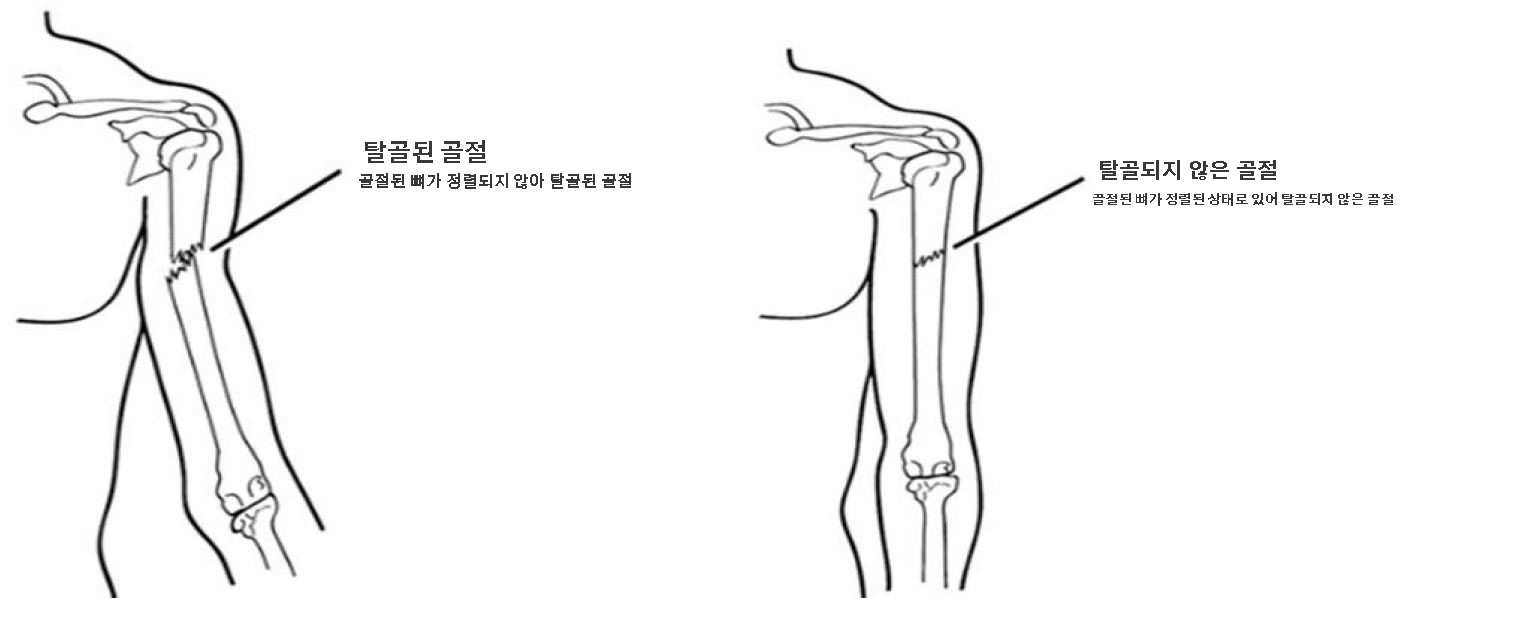 탈골된 골절
골절된 뼈가 정렬되지 않아 탈골된 골절
탈골되지 않은 골절
골절된 뼈가 정렬된 상태로 있어 탈골되지 않은 골절